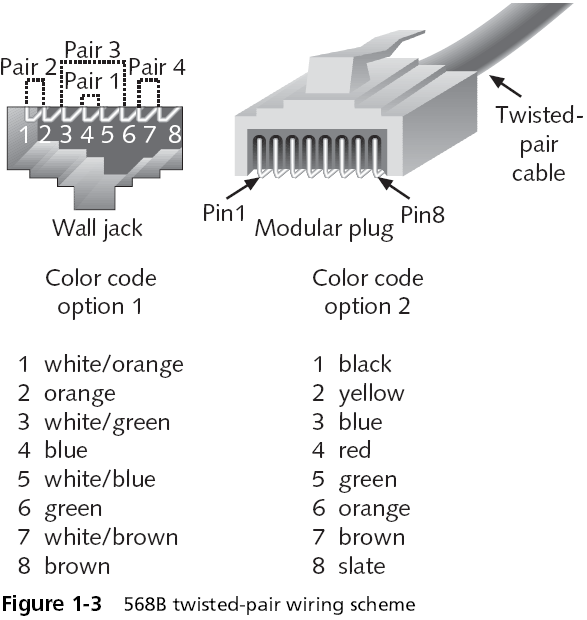 Pair 3
Pair 2
Pair 1
Pair 4
1 2 3 4 5 6 7 8
Wall jack
Twisted-
pair
cable
Pin1
Pin8
Modular plug
Color code
option 1
1 white/orange
2 orange
3 white/green
4 blue
5 white/blue
6 green
7 white/brown
8 brown
Color code
option 2
1 black
2 yellow
3 blue
4 red
5 green
6 orange
7 brown
8 slate
Figure 1-3 568B twisted-pair wiring scheme